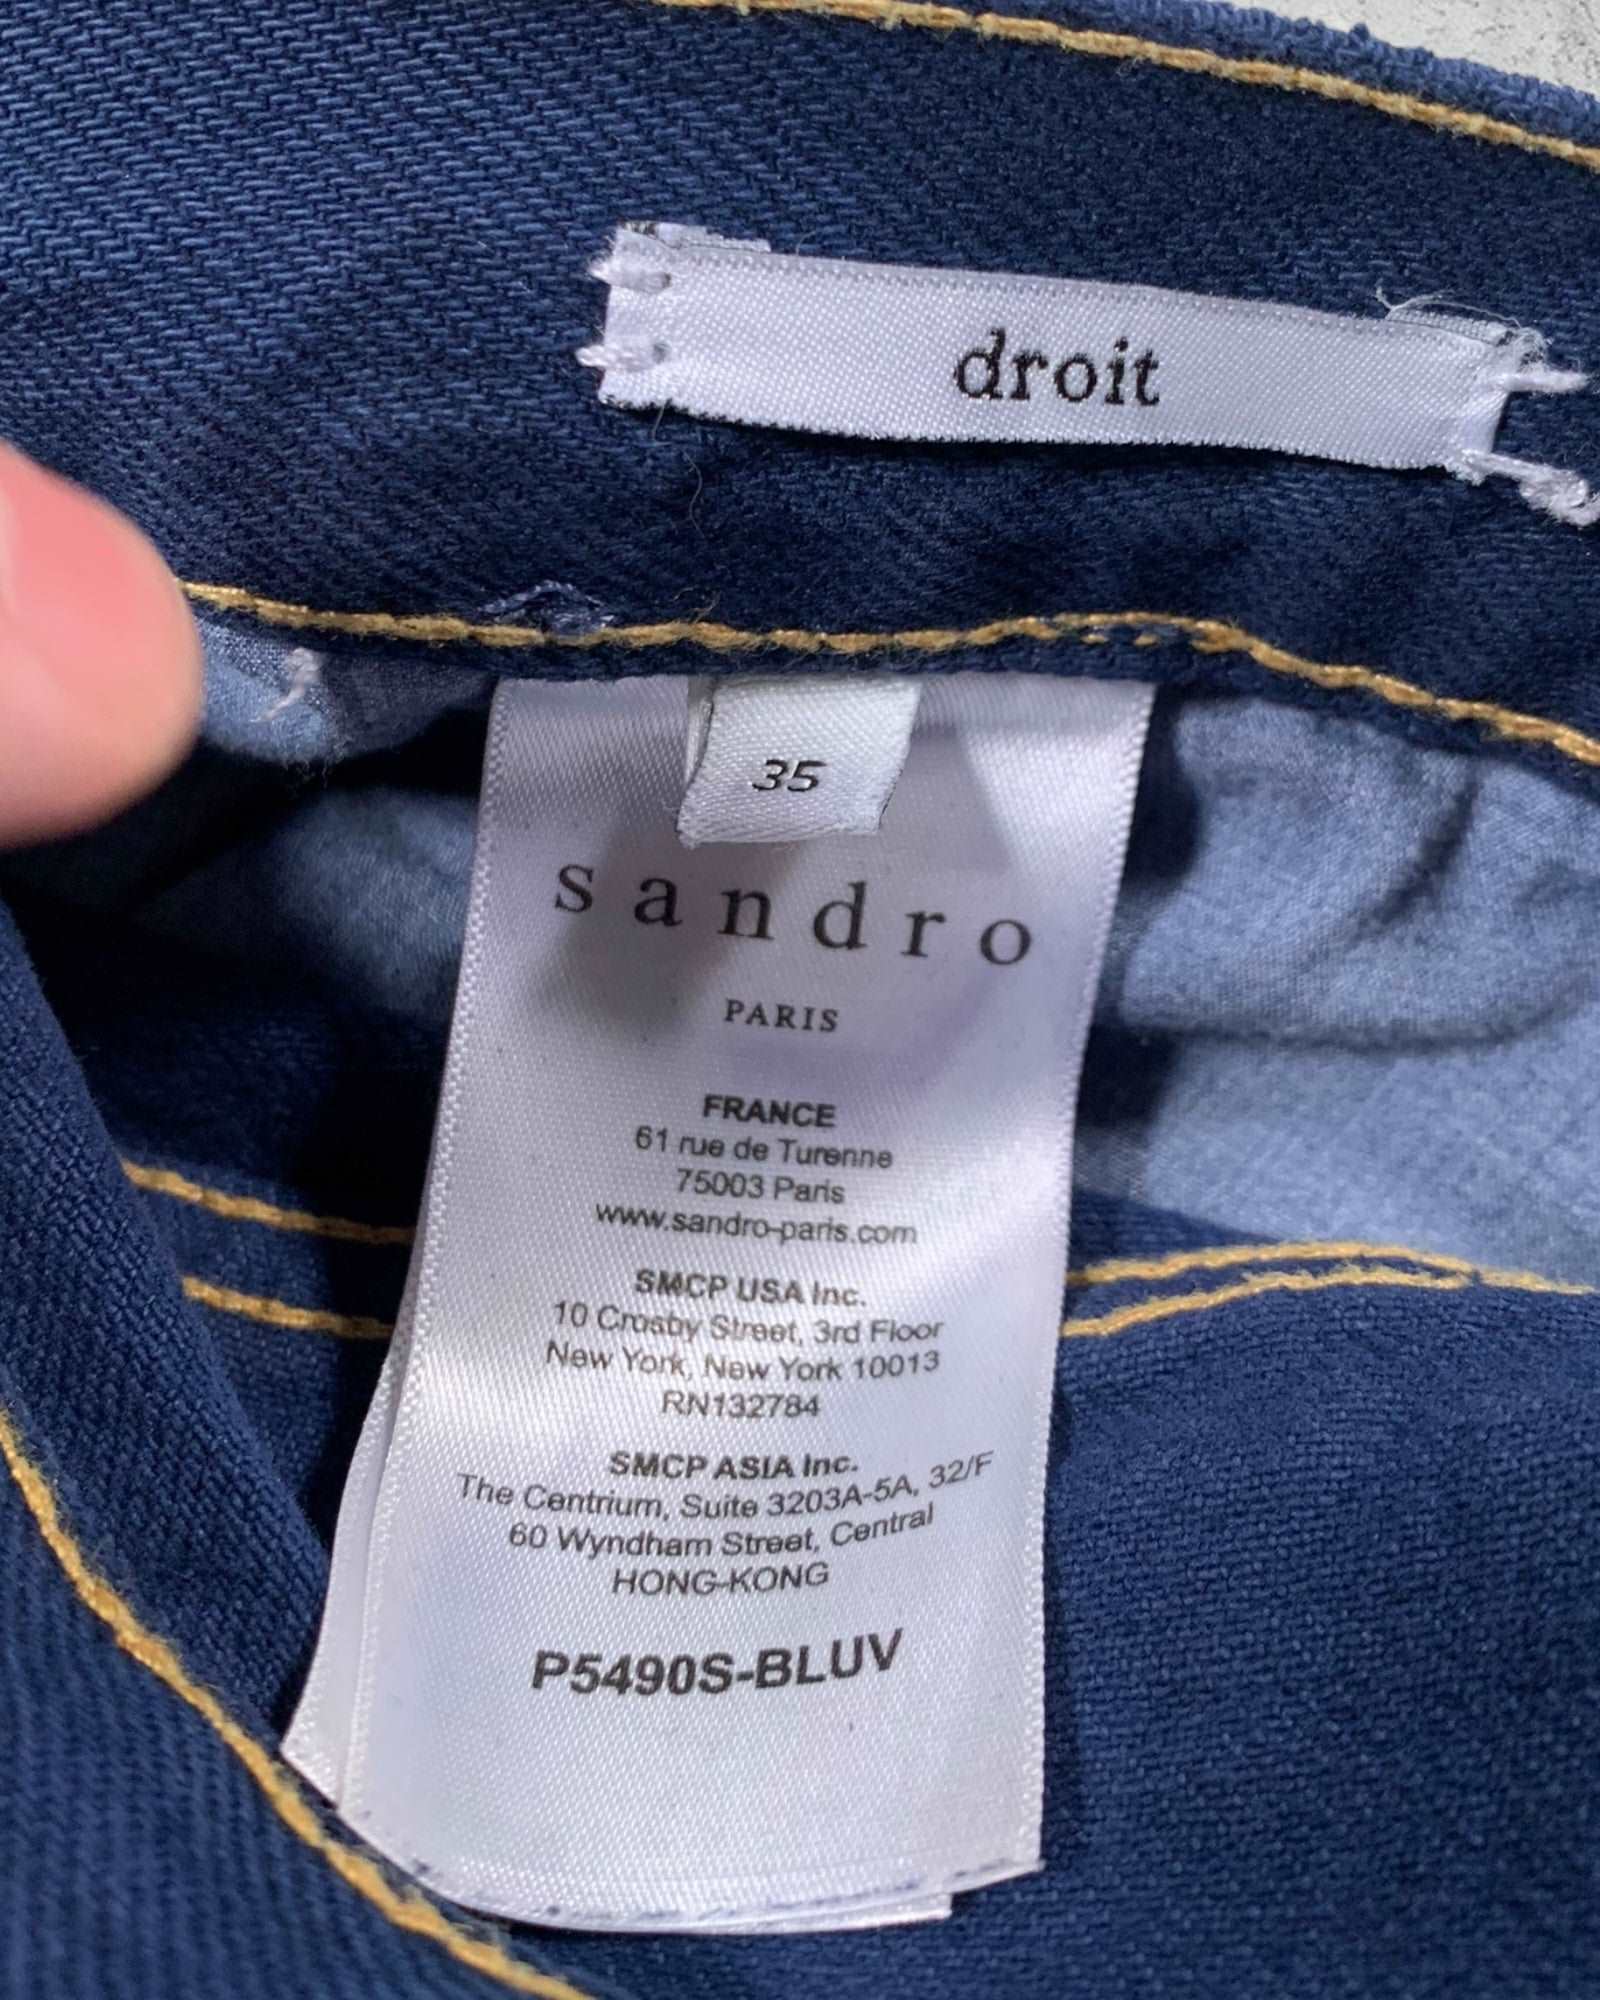 droit
35
sandro
PARIS
FRANCE
61 rue de Turenne
75003 Paris
www.sandro-paris.com
SMCP USA Inc.
10 Crosby Street, 3rd Floor
New York, New York 10013
RN132784
SMCP ASIA Inc.
The Centrium, Suite 3203A-5A, 32/F
60 Wyndham Street, Central
HONG-KONG
P5490S-BLUV